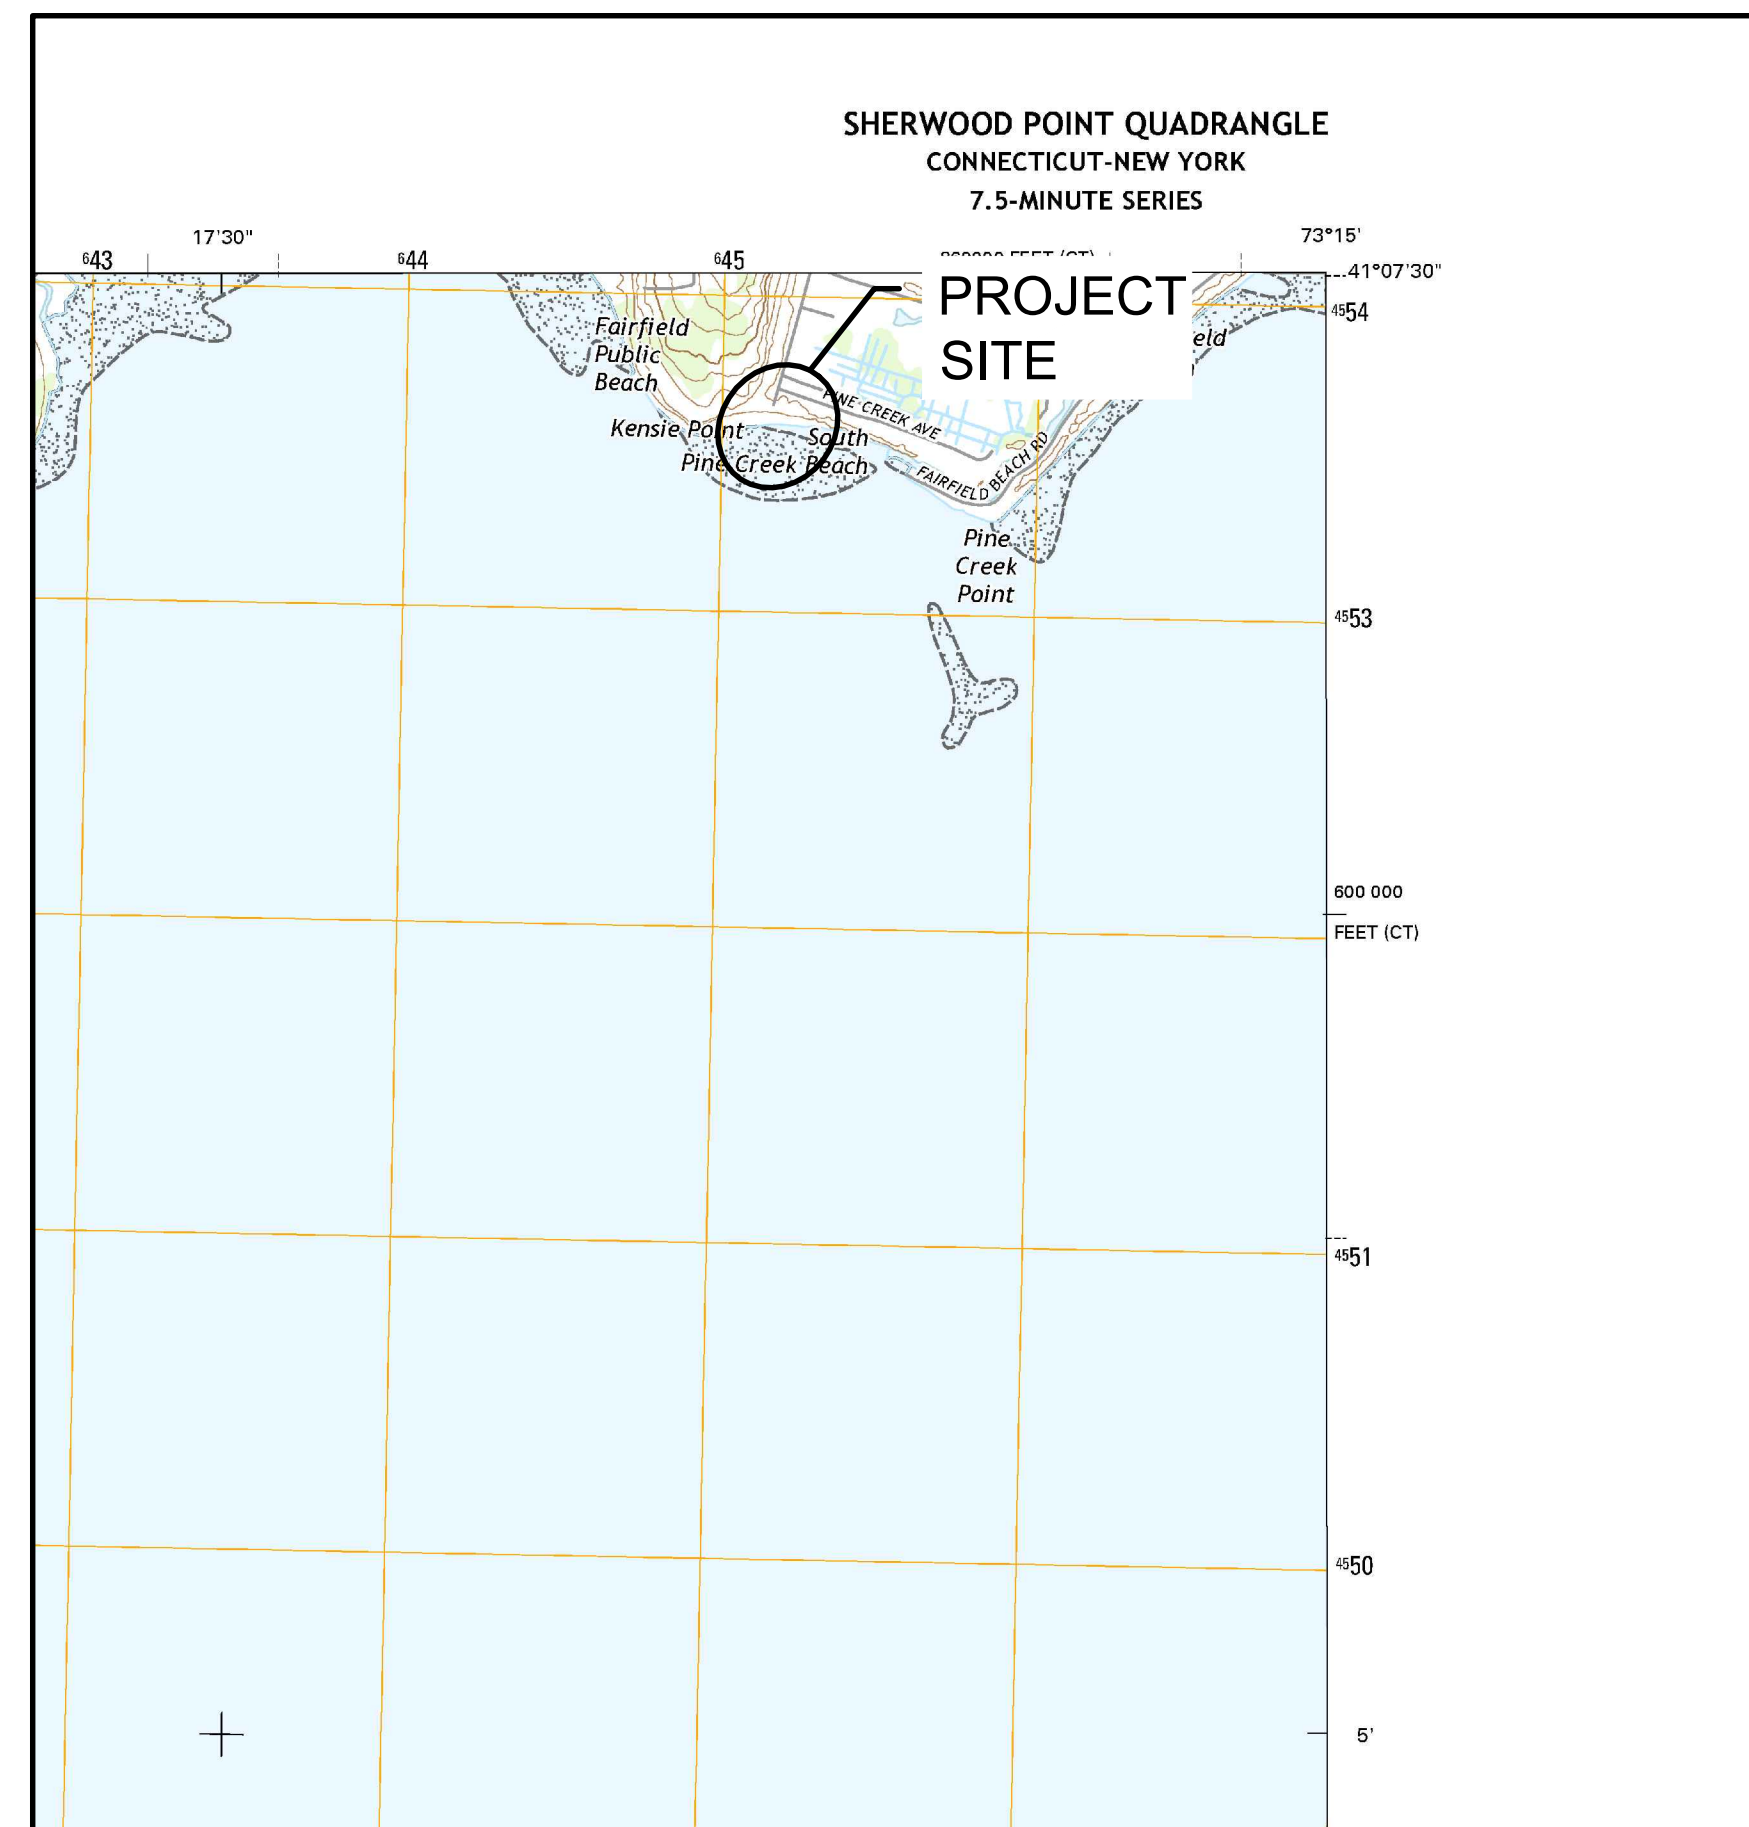 SHERWOOD POINT QUADRANGLE
CONNECTICUT-NEW YORK
7.5-MINUTE SERIES
17'30"
73°15'
⁶43
⁶44
⁶45
41°07'30"
PROJECT
SITE
⁴⁵54
Fairfield
Public
Beach
eld
PINE CREEK AVE
Kensie Point
South
Pine Creek Beach
FAIRFIELD BEACH RD
Pine
Creek
Point
⁴⁵53
600 000
FEET (CT)
⁴⁵51
⁴⁵50
5'